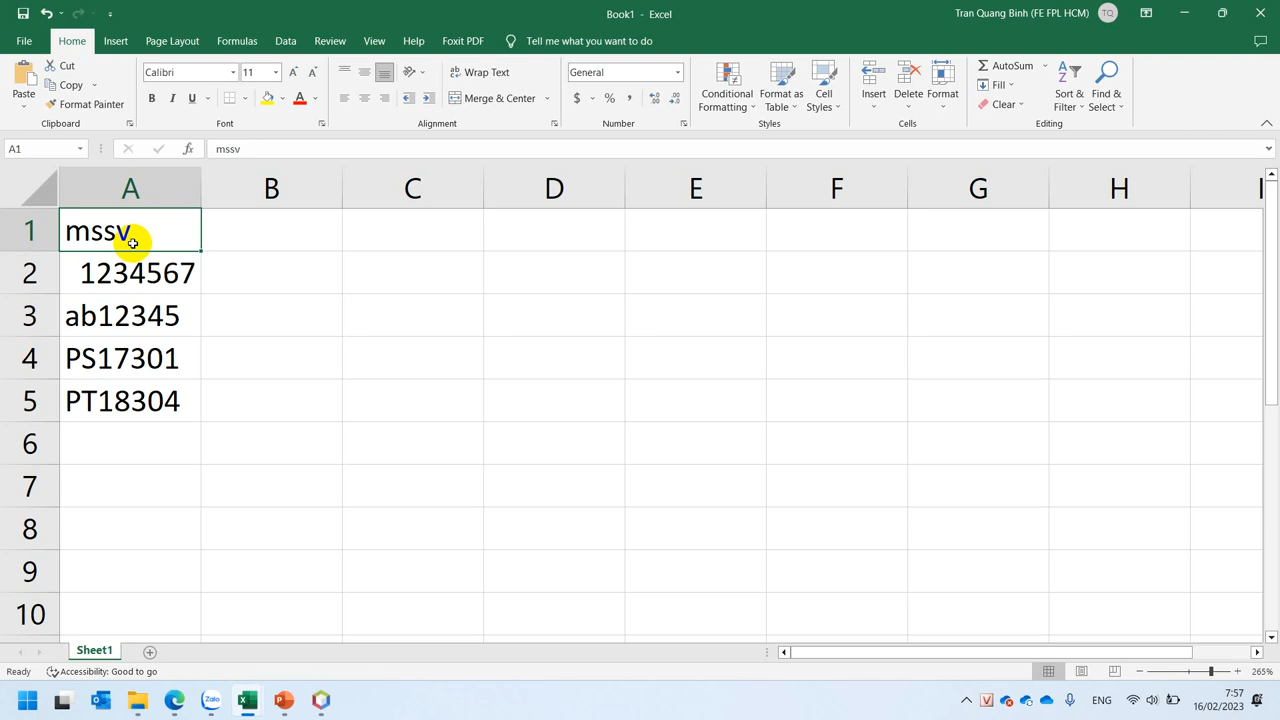 Book1 - Excel
Tran Quang Binh (FE FPL HCM)
TQ
File Home Insert Page Layout Formulas Data Review View Help Foxit PDF Tell me what you want to do
Paste
Cut
Copy
Format Painter
Clipboard
Calibri 11
B I U
Font
Wrap Text
Merge & Center
Alignment
General
$ % ,
Number
Conditional Formatting
Format as Table
Cell Styles
Styles
Insert Delete Format
Cells
AutoSum
Fill
Clear
Sort & Filter
Find & Select
Editing
A1 fx mssv
A B C D E F G H I
1 mssv
2 1234567
3 ab12345
4 PS17301
5 PT18304
6
7
8
9
10
Sheet1
Ready Accessibility: Good to go 265%
Zalo ENG 7:57
16/02/2023